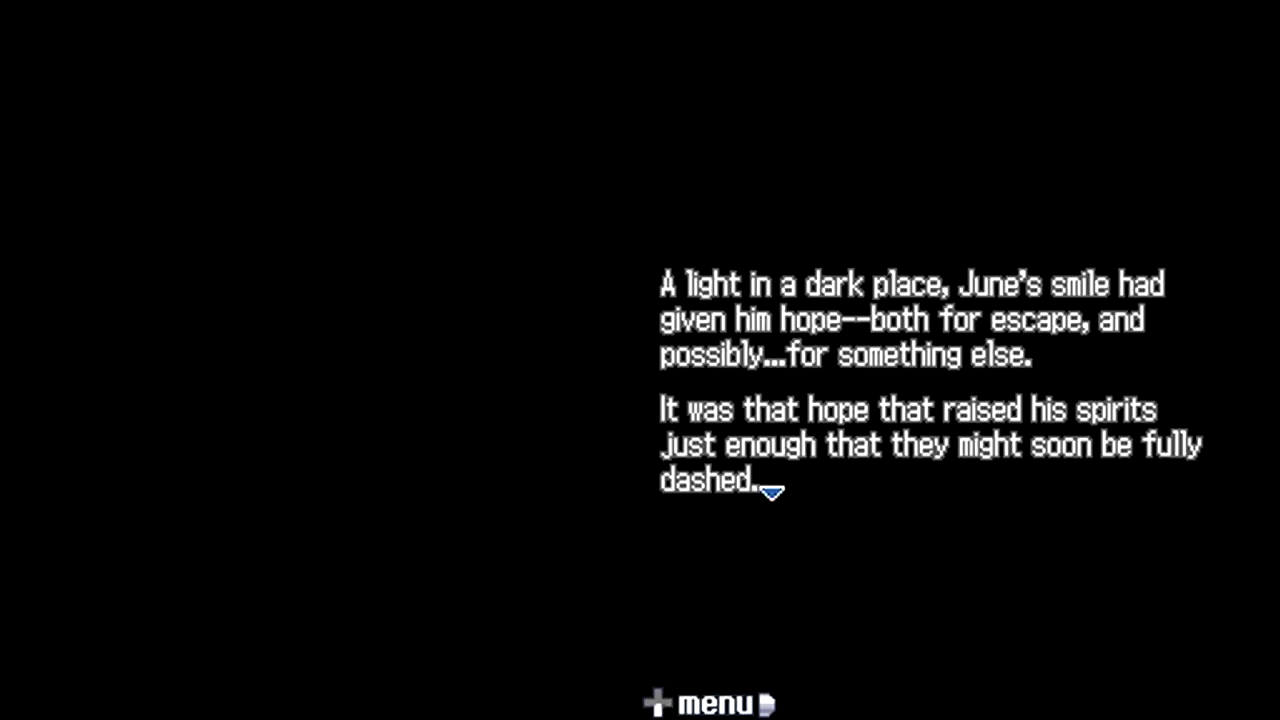 A light in a dark place, June's smile had
given him hope--both for escape, and
possibly...for something else.
It was that hope that raised his spirits
just enough that they might soon be fully
dashed.
menu